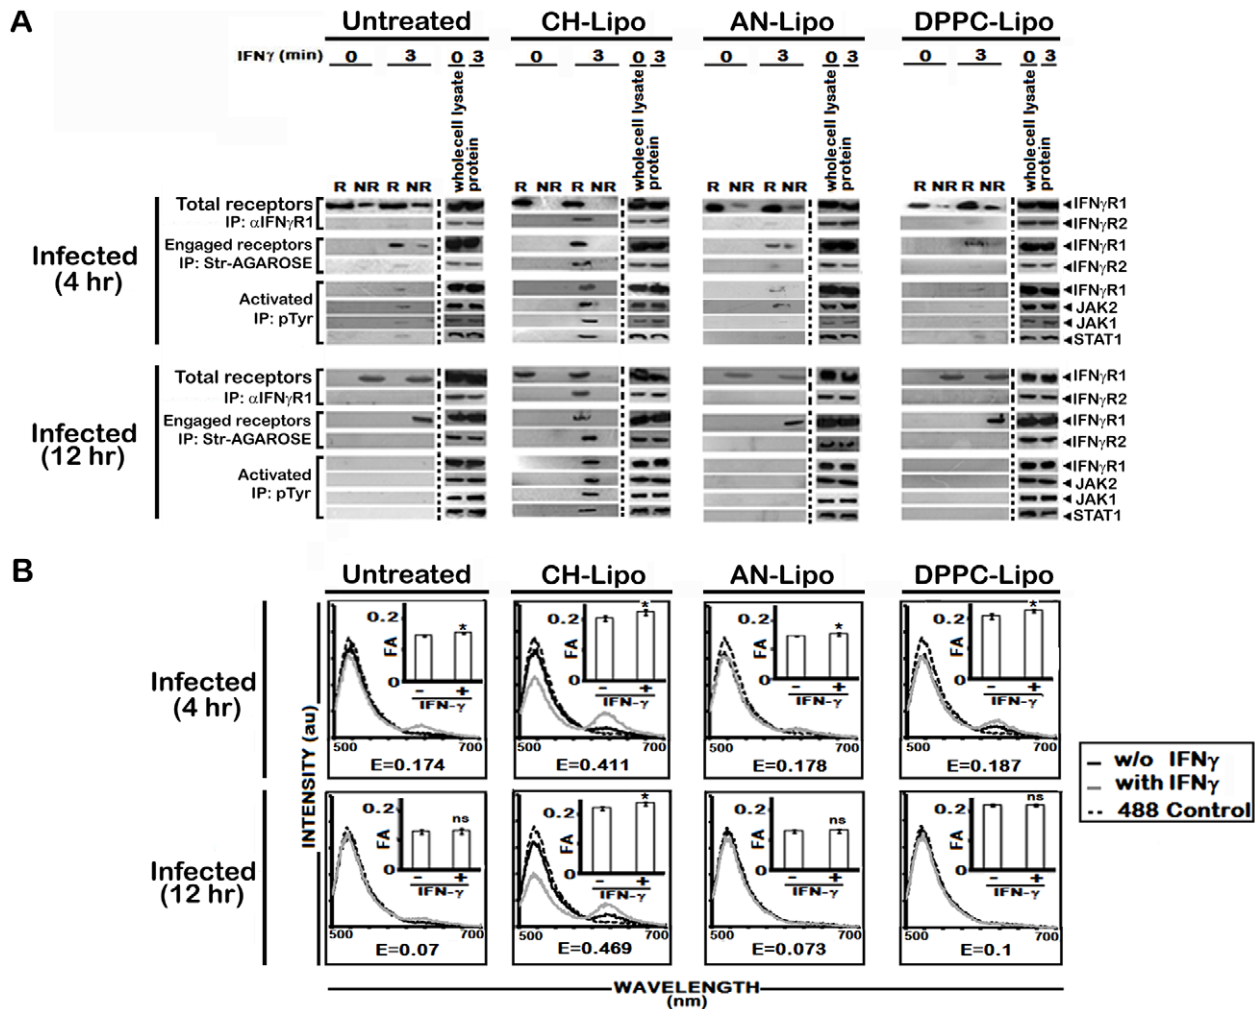 A
Untreated CH-Lipo AN-Lipo DPPC-Lipo
IFNγ (min) 0 3 0 3 0 3 0 3 0 3 0 3 0 3 0 3
whole cell lysate protein whole cell lysate protein whole cell lysate protein whole cell lysate protein
R NR R NR R NR R NR R NR R NR R NR R NR
Infected
(4 hr)
Total receptors
IP: αIFNγR1
Engaged receptors
IP: Str-AGAROSE
Activated
IP: pTyr
◄IFNγR1
◄IFNγR2
◄IFNγR1
◄IFNγR2
◄IFNγR1
◄JAK2
◄JAK1
◄STAT1
Infected
(12 hr)
Total receptors
IP: αIFNγR1
Engaged receptors
IP: Str-AGAROSE
Activated
IP: pTyr
◄IFNγR1
◄IFNγR2
◄IFNγR1
◄IFNγR2
◄IFNγR1
◄JAK2
◄JAK1
◄STAT1
B
Untreated CH-Lipo AN-Lipo DPPC-Lipo
Infected
(4 hr)
INTENSITY (au)
0.2 * 0.2 * 0.2 * 0.2 *
FA FA FA FA
0 0 0 0
- + - + - + - +
IFN-γ IFN-γ IFN-γ IFN-γ
500 700 500 700 500 700 500 700
E=0.174 E=0.411 E=0.178 E=0.187
w/o IFNγ
with IFNγ
488 Control
Infected
(12 hr)
0.2 ns 0.2 * 0.2 ns 0.2 ns
FA FA FA FA
0 0 0 0
- + - + - + - +
IFN-γ IFN-γ IFN-γ IFN-γ
500 700 500 700 500 700 500 700
E=0.07 E=0.469 E=0.073 E=0.1
WAVELENGTH
(nm)